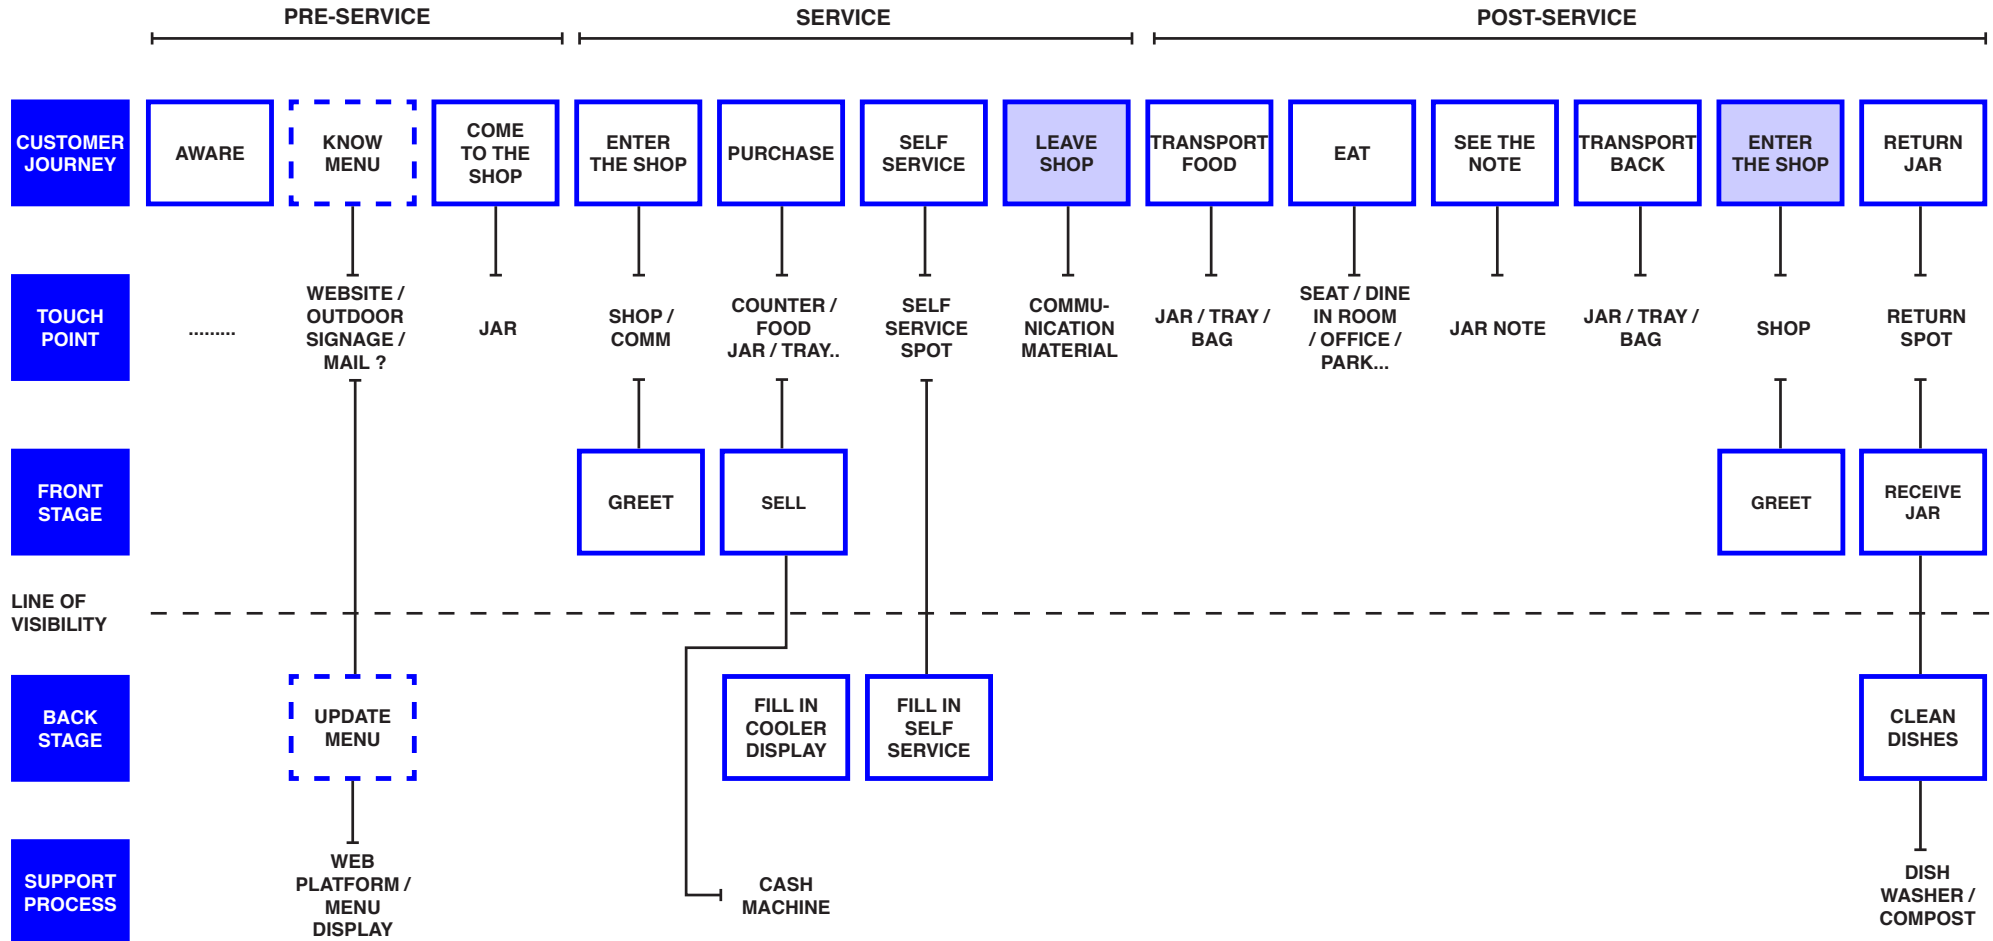 PRE-SERVICE
SERVICE
POST-SERVICE
CUSTOMER
JOURNEY
AWARE
KNOW
MENU
COME
TO THE
SHOP
ENTER
THE SHOP
PURCHASE
SELF
SERVICE
LEAVE
SHOP
TRANSPORT
FOOD
EAT
SEE THE
NOTE
TRANSPORT
BACK
ENTER
THE SHOP
RETURN
JAR
TOUCH
POINT
.........
WEBSITE /
OUTDOOR
SIGNAGE /
MAIL ?
JAR
SHOP /
COMM
COUNTER /
FOOD
JAR / TRAY..
SELF
SERVICE
SPOT
COMMU-
NICATION
MATERIAL
JAR / TRAY /
BAG
SEAT / DINE
IN ROOM
/ OFFICE /
PARK...
JAR NOTE
JAR / TRAY /
BAG
SHOP
RETURN
SPOT
FRONT
STAGE
GREET
SELL
GREET
RECEIVE
JAR
LINE OF
VISIBILITY
BACK
STAGE
UPDATE
MENU
FILL IN
COOLER
DISPLAY
FILL IN
SELF
SERVICE
CLEAN
DISHES
SUPPORT
PROCESS
WEB
PLATFORM /
MENU
DISPLAY
CASH
MACHINE
DISH
WASHER /
COMPOST